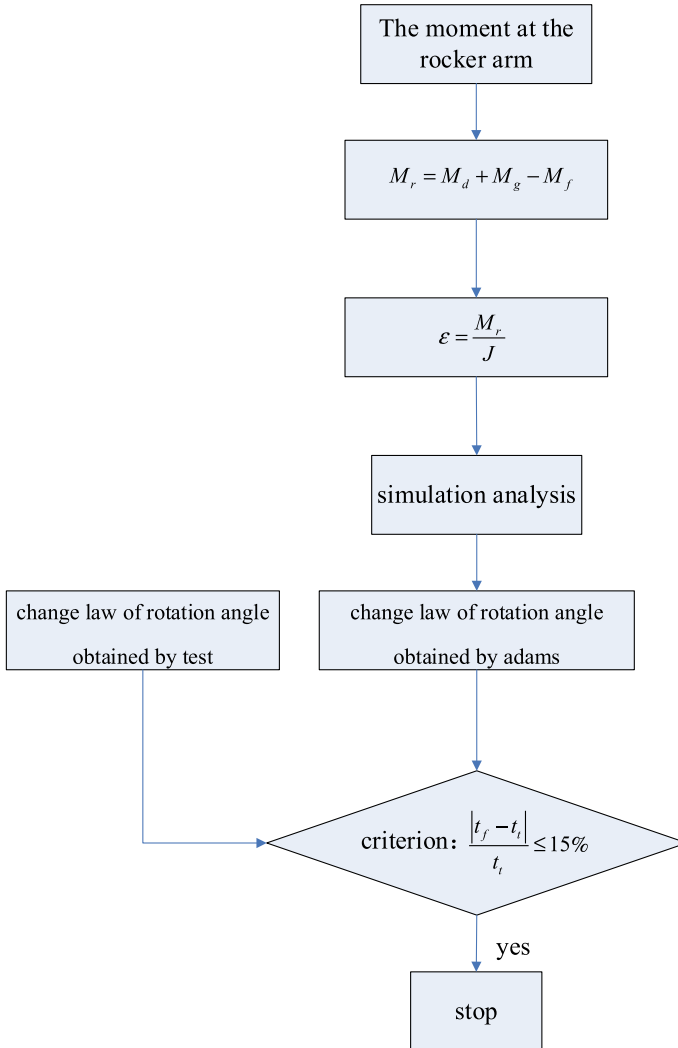 The moment at the
rocker arm
M_r = M_d + M_g − M_f
ε = M_r / J
simulation analysis
change law of rotation angle
obtained by test
change law of rotation angle
obtained by adams
criterion： |t_f − t_t| / t_t ≤ 15%
yes
stop